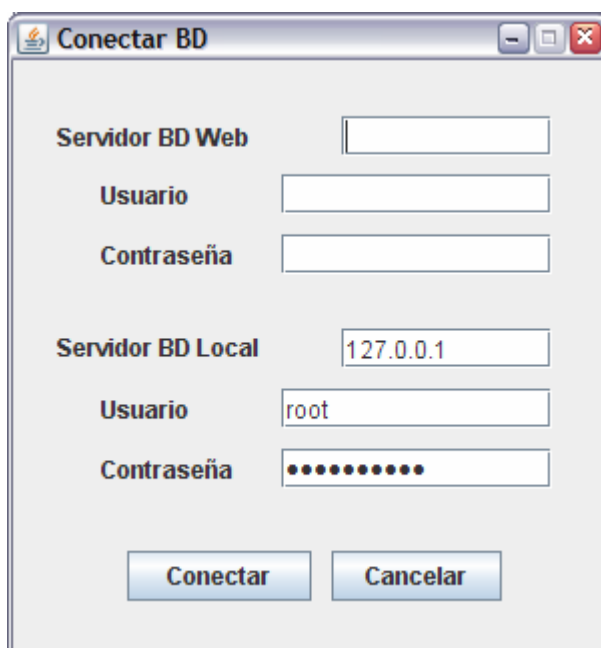 Conectar BD
Servidor BD Web
Usuario
Contraseña
Servidor BD Local 127.0.0.1
Usuario root
Contraseña ••••••••••
Conectar Cancelar